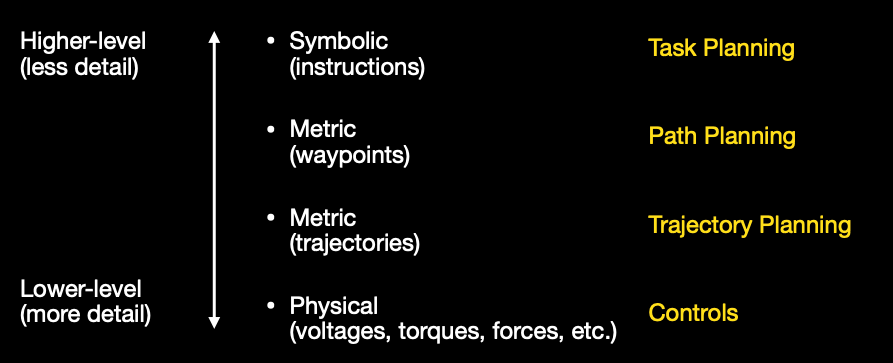 Higher-level
(less detail)
• Symbolic
(instructions)
Task Planning
• Metric
(waypoints)
Path Planning
• Metric
(trajectories)
Trajectory Planning
Lower-level
(more detail)
• Physical
(voltages, torques, forces, etc.)
Controls